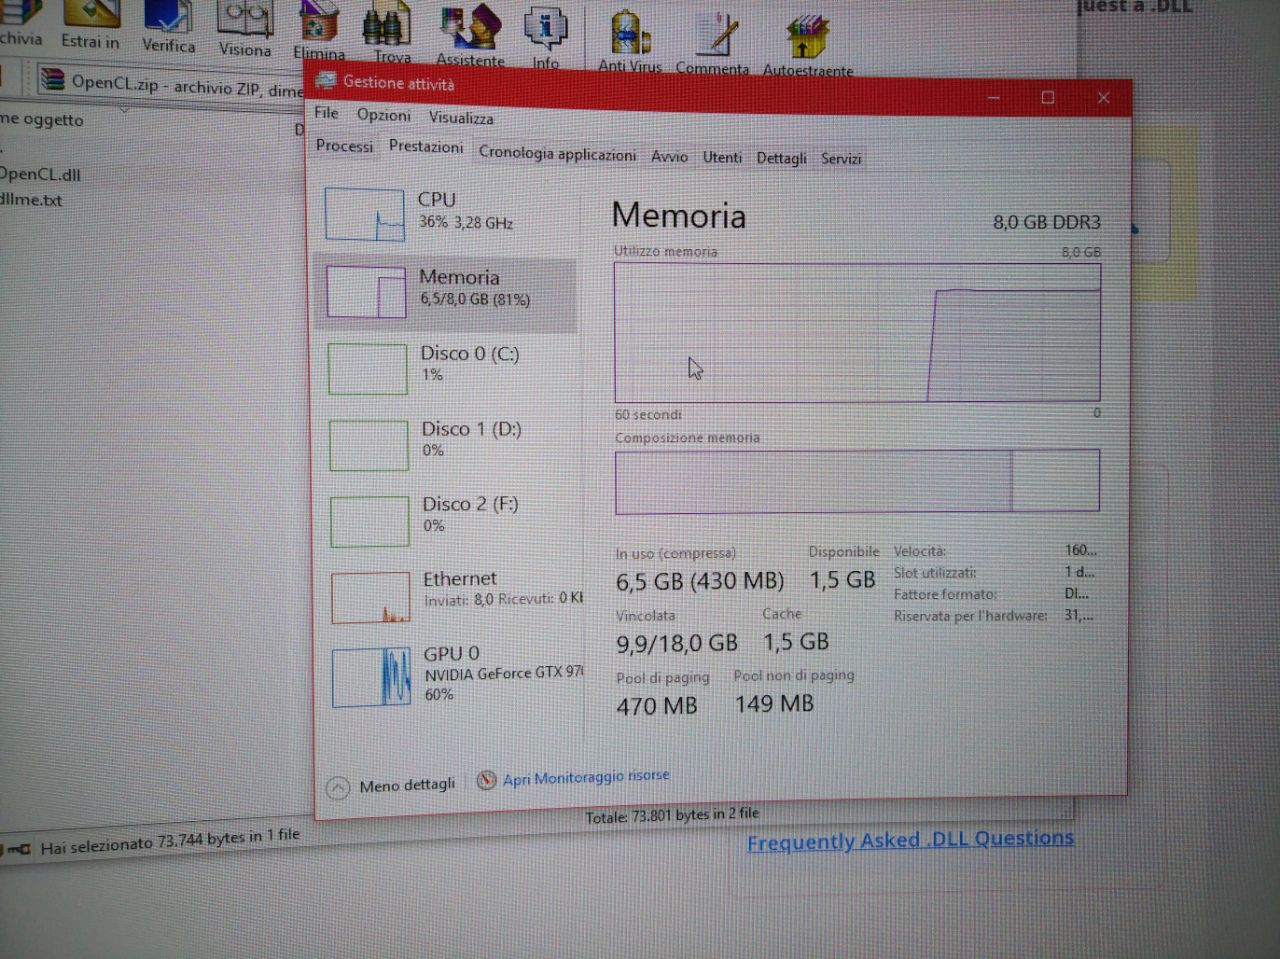 quest a .DLL
Estrai in
Verifica
Visiona
Elimina
Trova
Assistente
Info
Anti Virus
Commenta
Autoestraente
OpenCL.zip - archivio ZIP, dime
me oggetto
D
OpenCL.dll
dllme.txt
Gestione attività
File Opzioni Visualizza
Processi Prestazioni Cronologia applicazioni Avvio Utenti Dettagli Servizi
CPU
36% 3,28 GHz
Memoria
6,5/8,0 GB (81%)
Disco 0 (C:)
1%
Disco 1 (D:)
0%
Disco 2 (F:)
0%
Ethernet
Inviati: 8,0 Ricevuti: 0 KI
GPU 0
NVIDIA GeForce GTX 970
60%
Memoria
8,0 GB DDR3
Utilizzo memoria
8,0 GB
60 secondi
0
Composizione memoria
In uso (compressa)
6,5 GB (430 MB)
Disponibile
1,5 GB
Vincolata
9,9/18,0 GB
Cache
1,5 GB
Pool di paging
470 MB
Pool non di paging
149 MB
Velocità: 160...
Slot utilizzati: 1 d...
Fattore formato: DI...
Riservata per l'hardware: 31,...
Meno dettagli
Apri Monitoraggio risorse
Hai selezionato 73.744 bytes in 1 file
Totale: 73.801 bytes in 2 file
Frequently Asked .DLL Questions